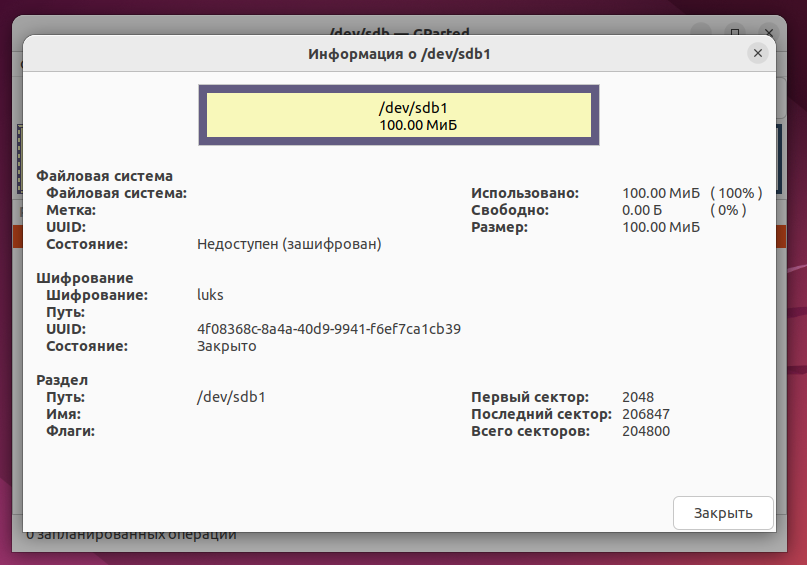 /dev/sdb — GParted
Информация о /dev/sdb1
/dev/sdb1
100.00 МиБ
Файловая система
Файловая система:
Метка:
UUID:
Состояние: Недоступен (зашифрован)
Использовано: 100.00 МиБ ( 100% )
Свободно: 0.00 Б ( 0% )
Размер: 100.00 МиБ
Шифрование
Шифрование: luks
Путь:
UUID: 4f08368c-8a4a-40d9-9941-f6ef7ca1cb39
Состояние: Закрыто
Раздел
Путь: /dev/sdb1
Имя:
Флаги:
Первый сектор: 2048
Последний сектор: 206847
Всего секторов: 204800
Закрыть
0 запланированных операций